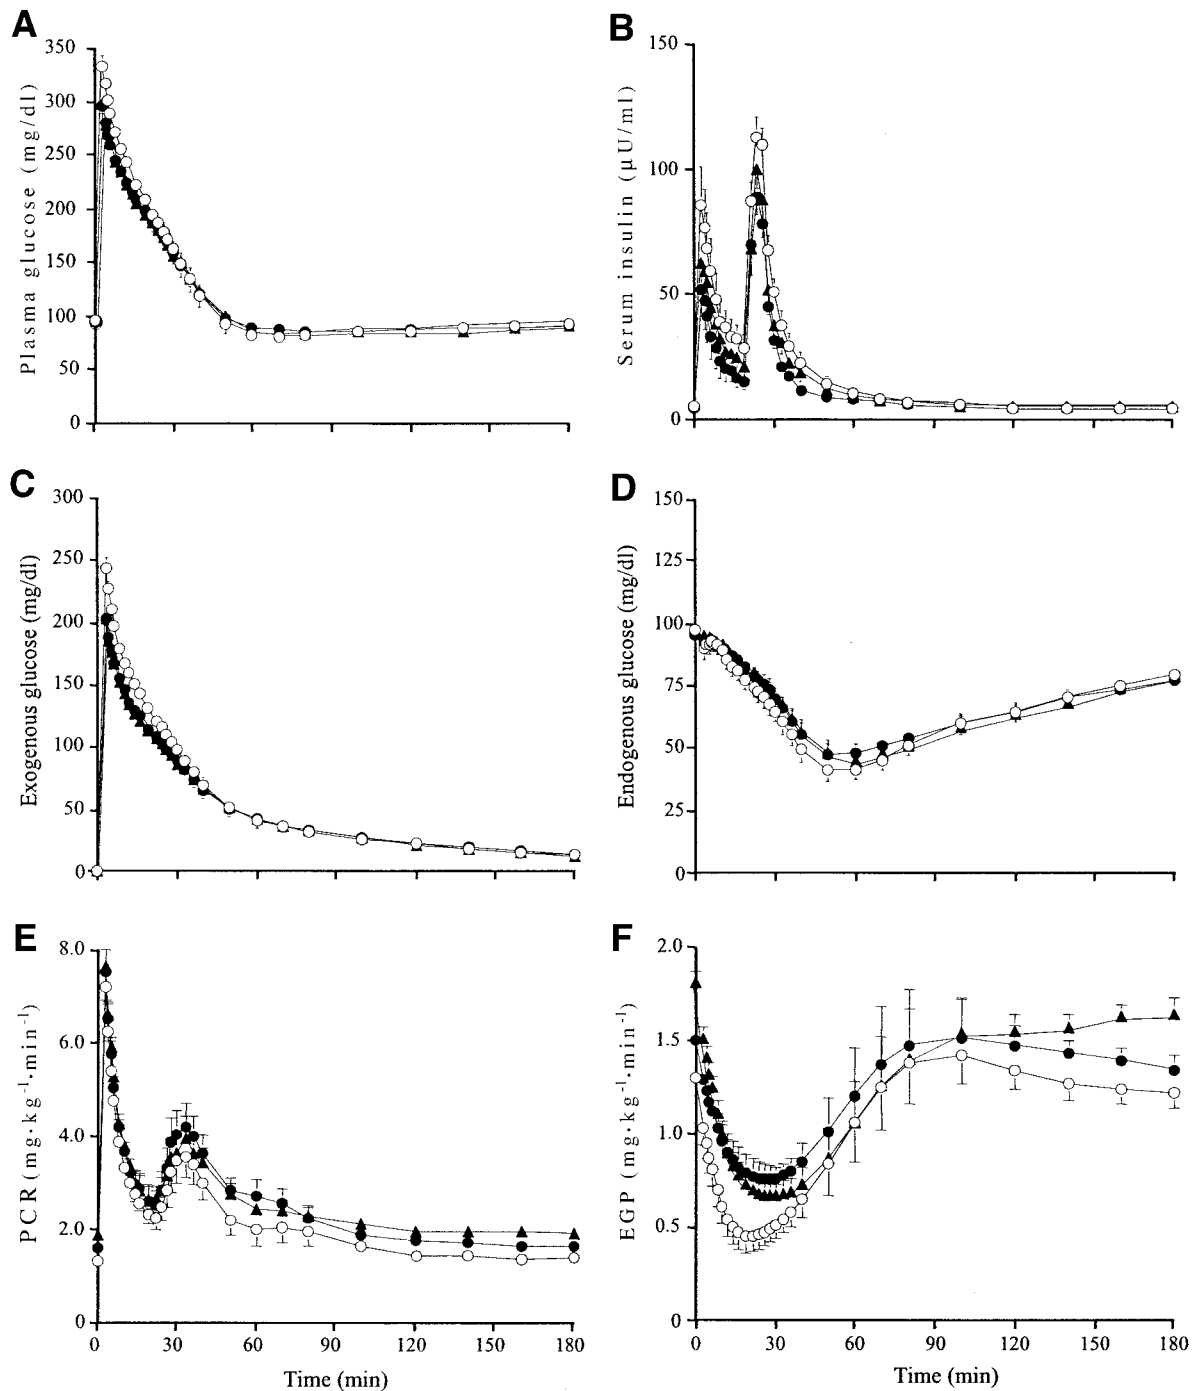 A
350
300
250
200
150
100
50
0
Plasma glucose (mg/dl)
B
150
100
50
0
Serum insulin (µU/ml)
C
300
250
200
150
100
50
0
Exogenous glucose (mg/dl)
D
150
125
100
75
50
25
0
Endogenous glucose (mg/dl)
E
8.0
6.0
4.0
2.0
0
PCR (mg·kg⁻¹·min⁻¹)
0 30 60 90 120 150 180
Time (min)
F
2.0
1.5
1.0
0.5
0
EGP (mg·kg⁻¹·min⁻¹)
0 30 60 90 120 150 180
Time (min)